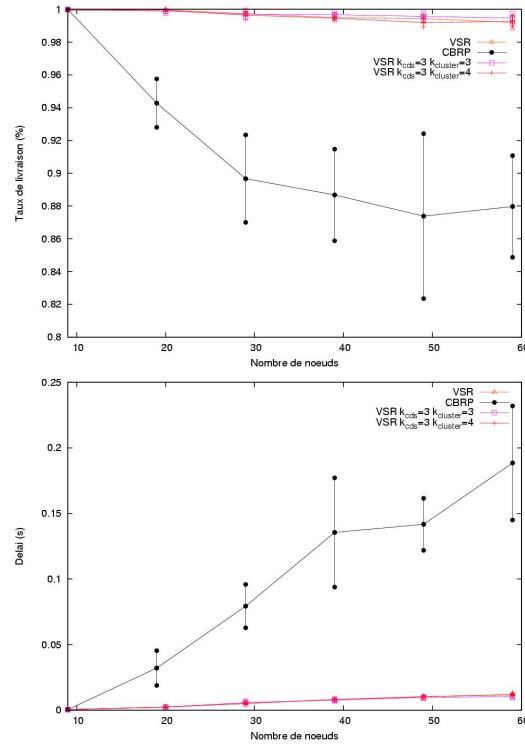 1
0.98
0.96
0.94
0.92
0.9
0.88
0.86
0.84
0.82
0.8
Taux de livraison (%)
VSR
CBRP
VSR kcds=3 kcluster=3
VSR kcds=3 kcluster=4
10 20 30 40 50 60
Nombre de noeuds
0.25
0.2
0.15
0.1
0.05
0
Delai (s)
VSR
CBRP
VSR kcds=3 kcluster=3
VSR kcds=3 kcluster=4
10 20 30 40 50 60
Nombre de noeuds